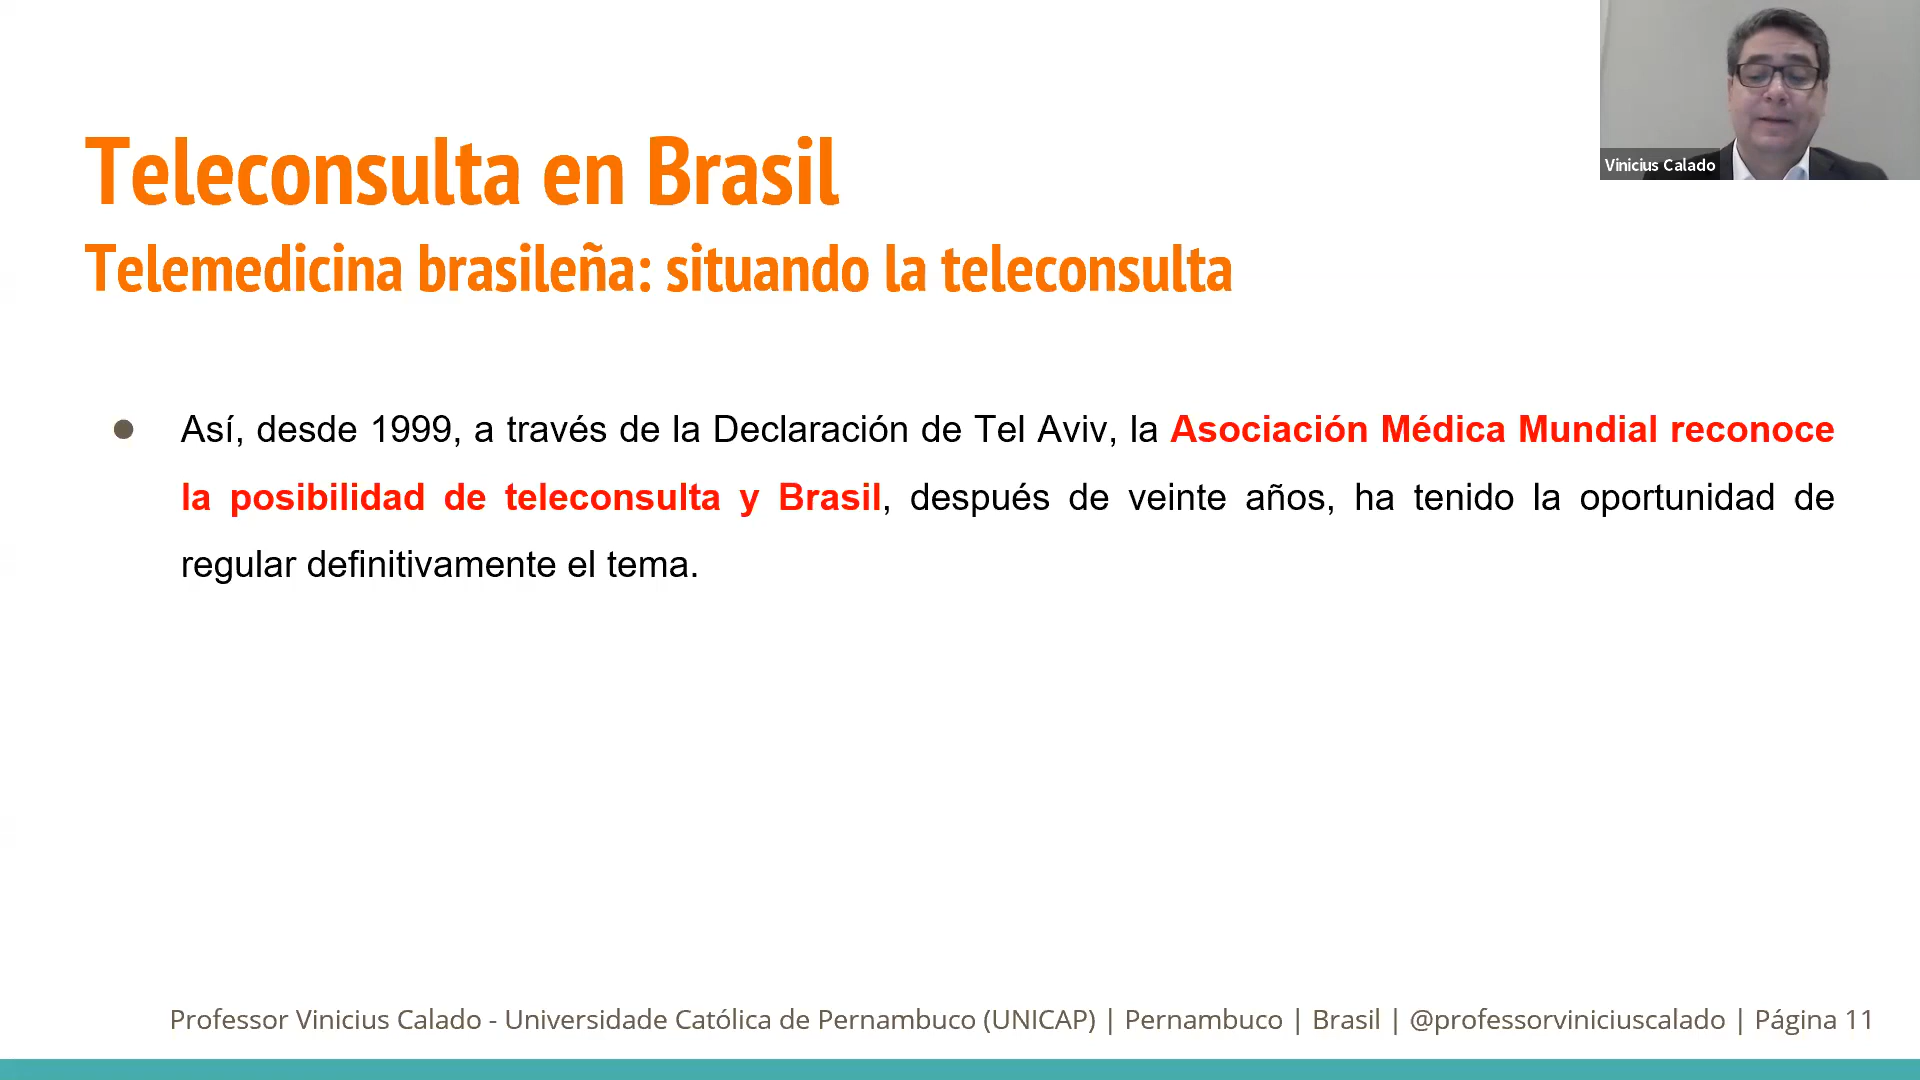 Vinicius Calado
Teleconsulta en Brasil
Telemedicina brasileña: situando la teleconsulta
● Así, desde 1999, a través de la Declaración de Tel Aviv, la Asociación Médica Mundial reconoce
la posibilidad de teleconsulta y Brasil, después de veinte años, ha tenido la oportunidad de
regular definitivamente el tema.
Professor Vinicius Calado - Universidade Católica de Pernambuco (UNICAP) | Pernambuco | Brasil | @professorviniciuscalado | Página 11